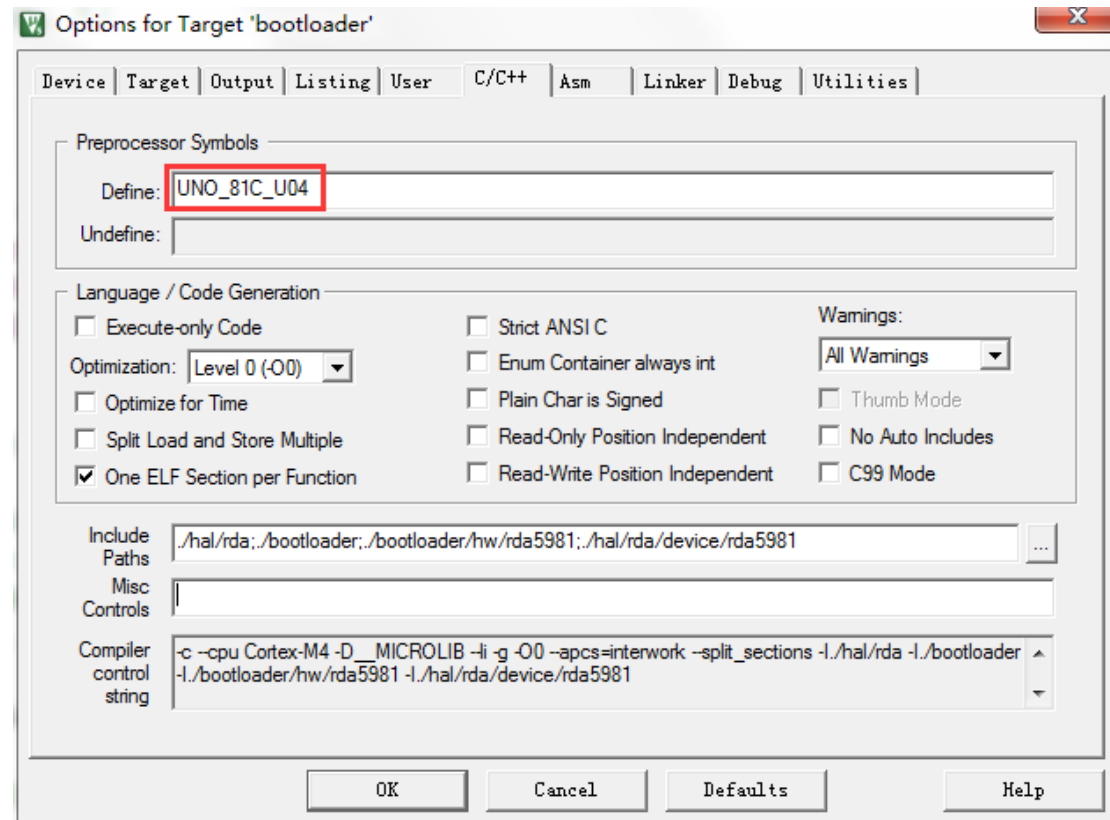 Options for Target 'bootloader'
Device Target Output Listing User C/C++ Asm Linker Debug Utilities
Preprocessor Symbols
Define: UNO_81C_U04
Undefine:
Language / Code Generation
Execute-only Code
Strict ANSI C
Warnings:
Optimization: Level 0 (-O0)
Enum Container always int
All Warnings
Optimize for Time
Plain Char is Signed
Thumb Mode
Split Load and Store Multiple
Read-Only Position Independent
No Auto Includes
One ELF Section per Function
Read-Write Position Independent
C99 Mode
Include
Paths
./hal/rda;./bootloader;./bootloader/hw/rda5981;./hal/rda/device/rda5981
...
Misc
Controls
Compiler
control
string
-c --cpu Cortex-M4 -D__MICROLIB --li -g -O0 --apcs=interwork --split_sections -I./hal/rda -I./bootloader
-I./bootloader/hw/rda5981 -I./hal/rda/device/rda5981
OK Cancel Defaults Help